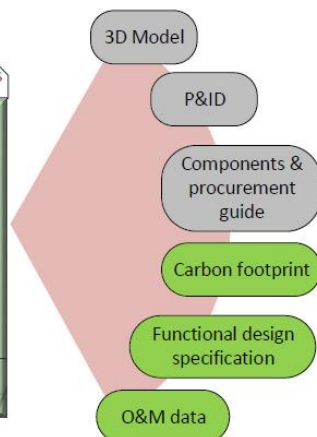 3D Model
P&ID
Components &
procurement
guide
Carbon footprint
Functional design
specification
O&M data